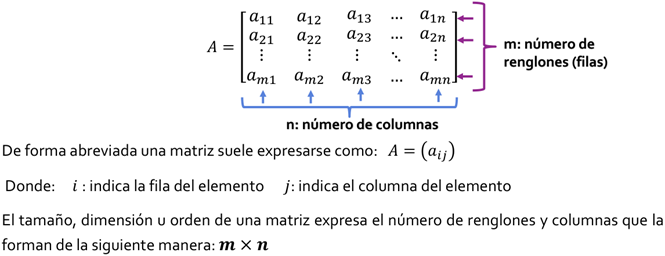 A = [a₁₁ a₁₂ a₁₃ … a₁ₙ
a₂₁ a₂₂ a₂₃ … a₂ₙ
⋮ ⋮ ⋮ ⋱ ⋮
aₘ₁ aₘ₂ aₘ₃ … aₘₙ]
m: número de
renglones (filas)
n: número de columnas
De forma abreviada una matriz suele expresarse como: A = (aᵢⱼ)
Donde: i : indica la fila del elemento j: indica el columna del elemento
El tamaño, dimensión u orden de una matriz expresa el número de renglones y columnas que la
forman de la siguiente manera: m × n